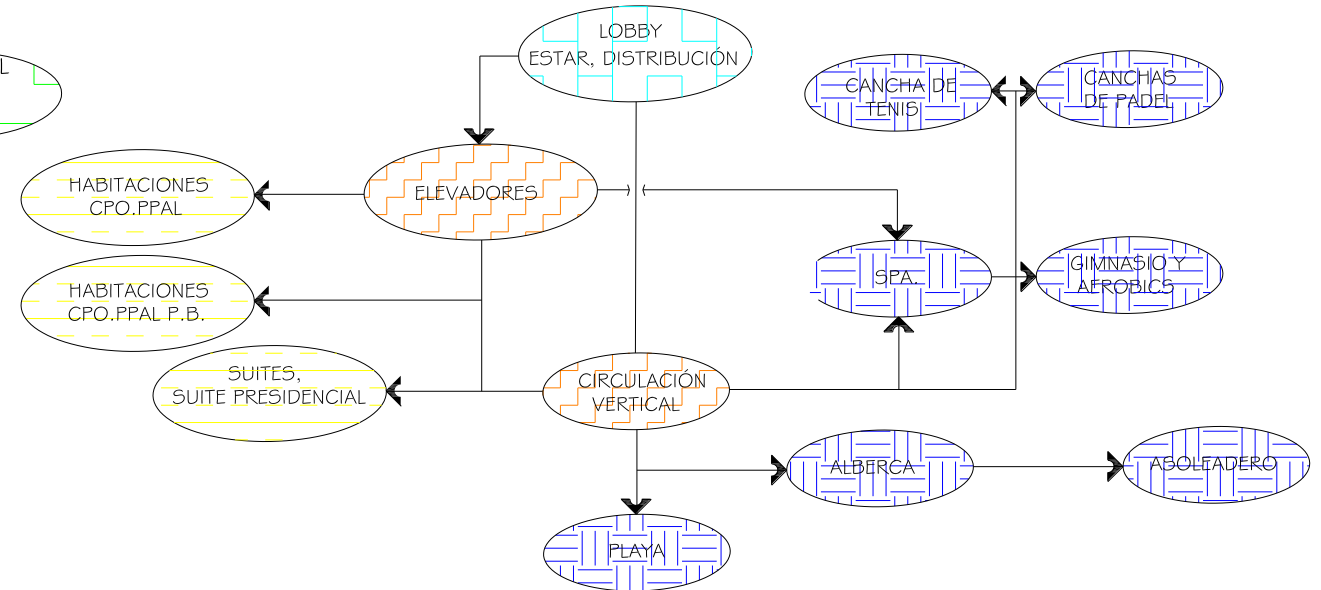 LOBBY
ESTAR, DISTRIBUCIÓN
L
CANCHA DE
TENIS
CANCHAS
DE PADEL
HABITACIONES
CPO.PPAL
ELEVADORES
HABITACIONES
CPO.PPAL P.B.
SPA.
GIMNASIO Y
AEROBICS
SUITES,
SUITE PRESIDENCIAL
CIRCULACIÓN
VERTICAL
ALBERCA
ASOLEADERO
PLAYA